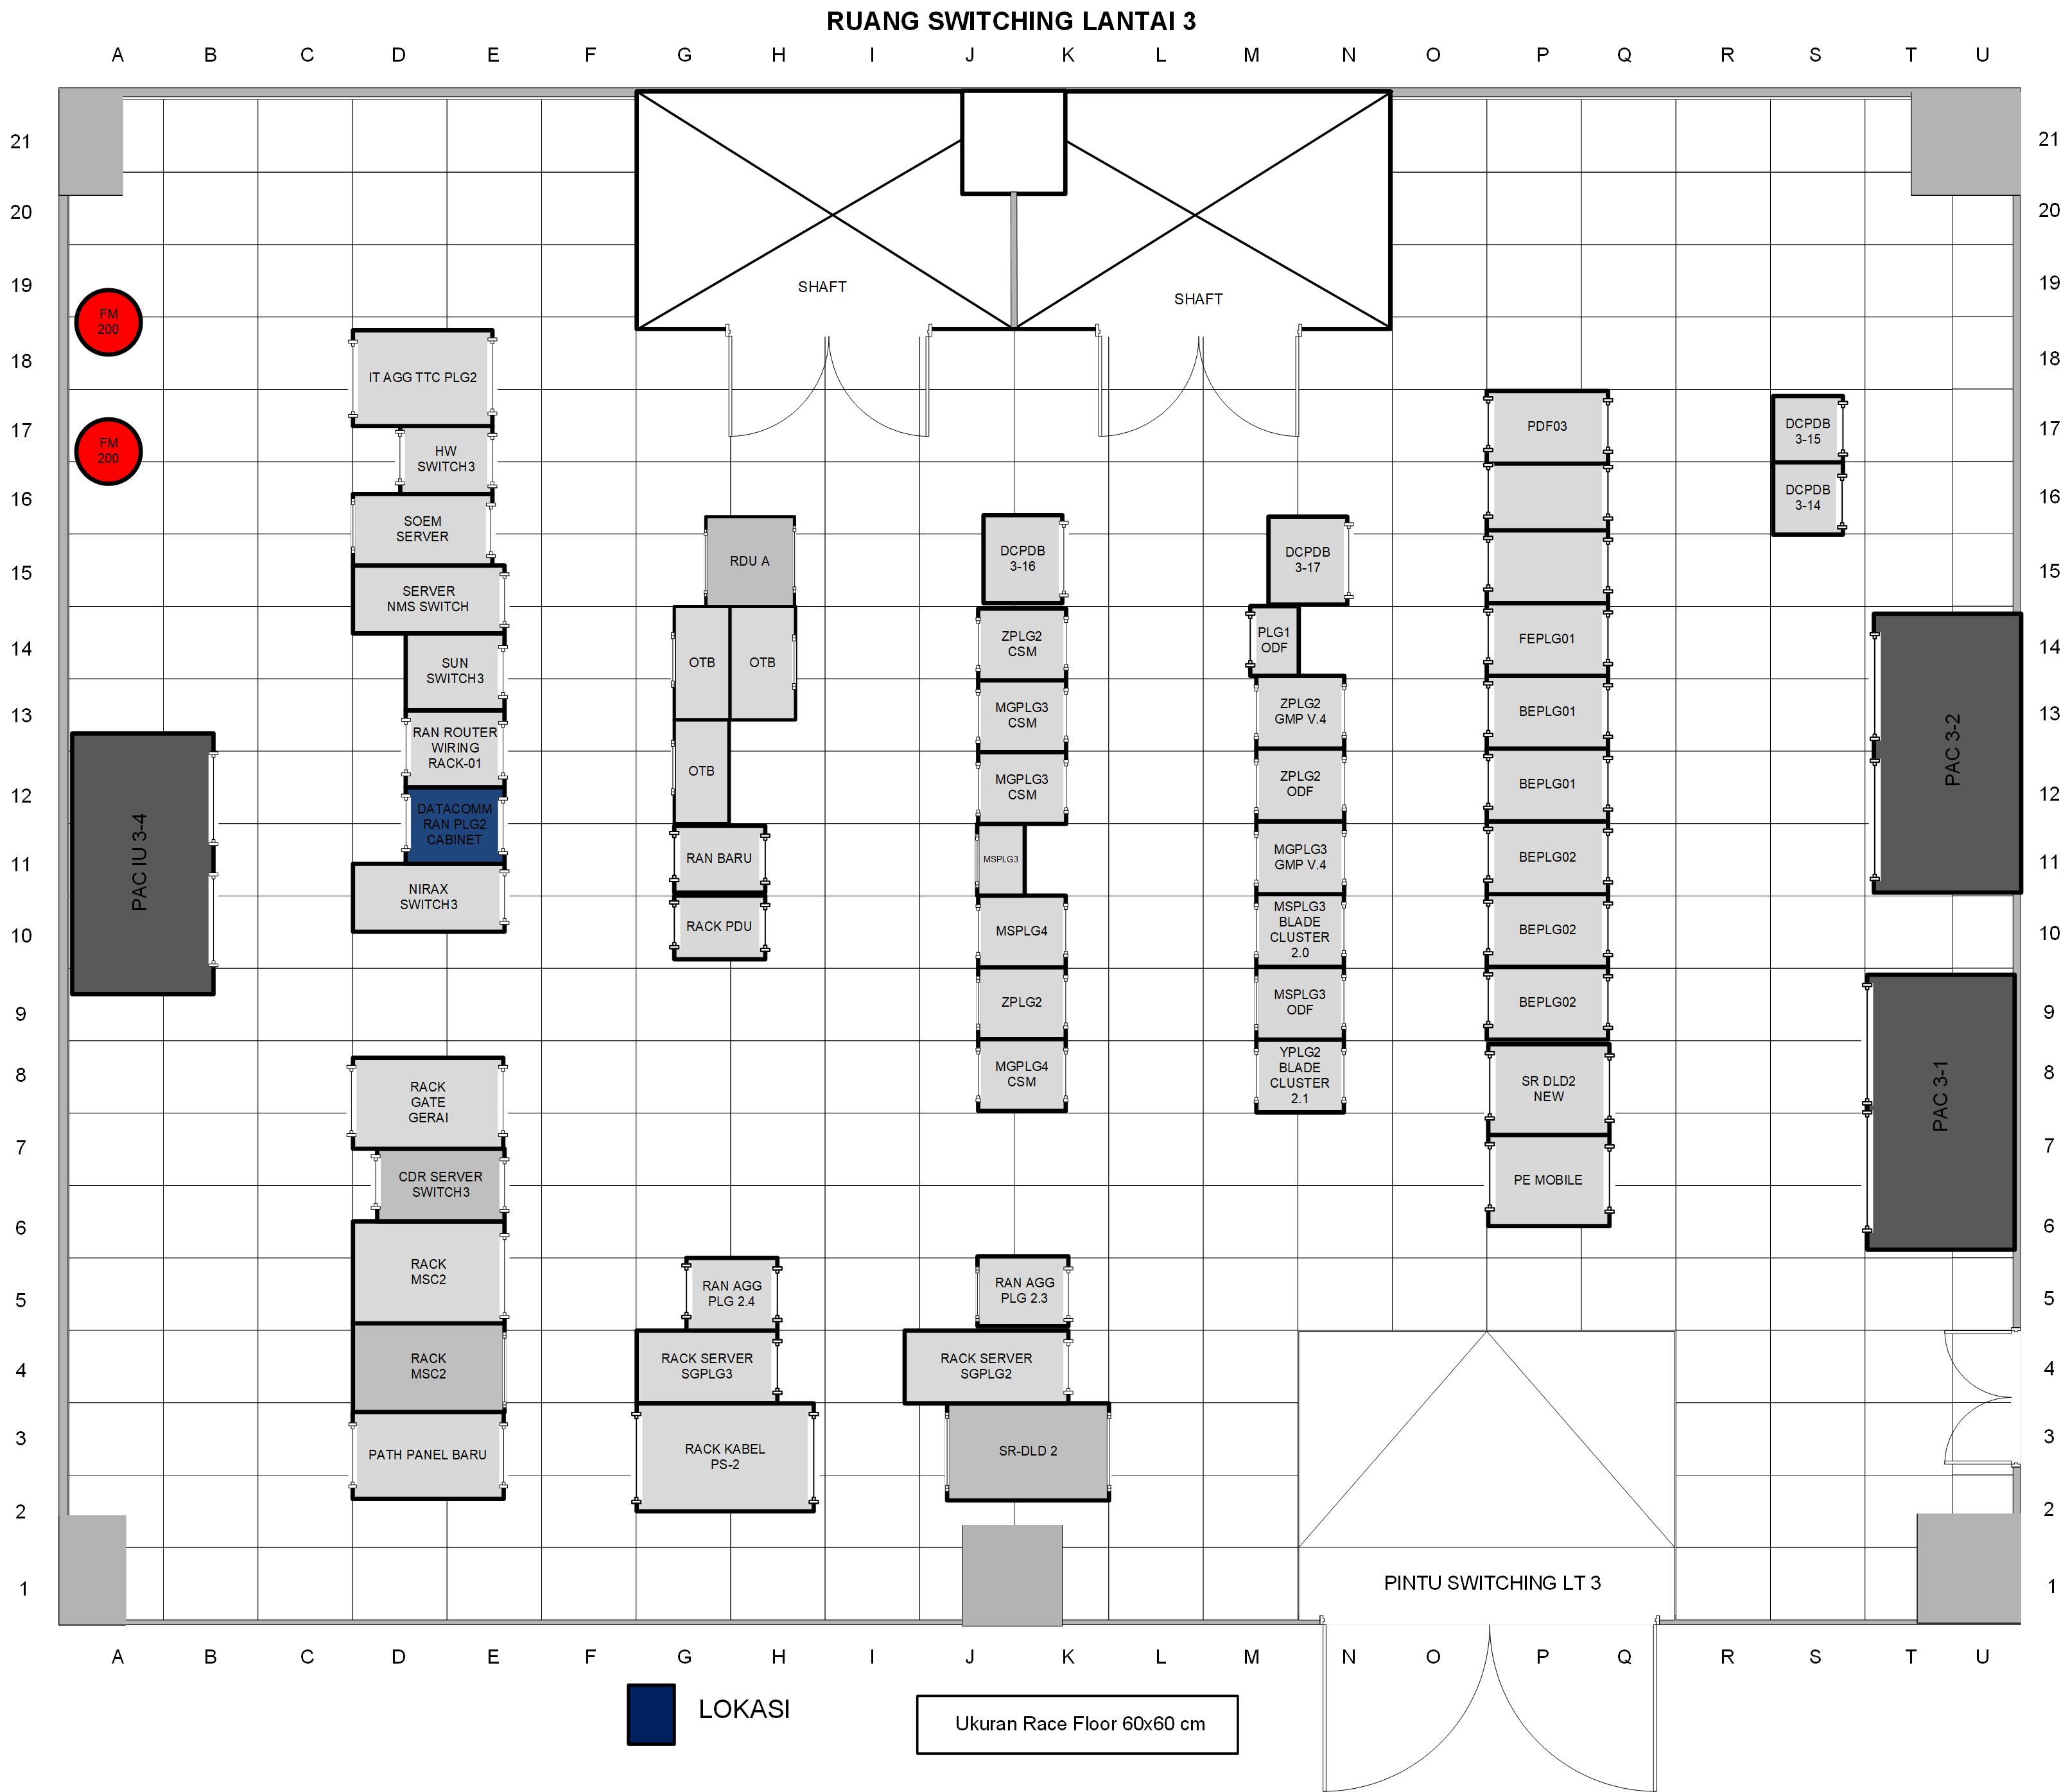 RUANG SWITCHING LANTAI 3
A B C D E F G H I J K L M N O P Q R S T U
21
20
19
18
17
16
15
14
13
12
11
10
9
8
7
6
5
4
3
2
1
FM
200
FM
200
PAC IU 3-4
IT AGG TTC PLG2
HW
SWITCH3
SOEM
SERVER
SERVER
NMS SWITCH
SUN
SWITCH3
RAN ROUTER
WIRING
RACK-01
DATACOMM
RAN PLG2
CABINET
NIRAX
SWITCH3
RACK
GATE
GERAI
CDR SERVER
SWITCH3
RACK
MSC2
RACK
MSC2
PATH PANEL BARU
SHAFT
SHAFT
RDU A
OTB
OTB
OTB
RAN BARU
RACK PDU
RAN AGG
PLG 2.4
RACK SERVER
SGPLG3
RACK KABEL
PS-2
DCPDB
3-16
ZPLG2
CSM
MGPLG3
CSM
MGPLG3
CSM
MSPLG3
MSPLG4
ZPLG2
MGPLG4
CSM
RAN AGG
PLG 2.3
RACK SERVER
SGPLG2
SR-DLD 2
DCPDB
3-17
PLG1
ODF
ZPLG2
GMP V.4
ZPLG2
ODF
MGPLG3
GMP V.4
MSPLG3
BLADE
CLUSTER
2.0
MSPLG3
ODF
YPLG2
BLADE
CLUSTER
2.1
PDF03
FEPLG01
BEPLG01
BEPLG01
BEPLG02
BEPLG02
BEPLG02
SR DLD2
NEW
PE MOBILE
DCPDB
3-15
DCPDB
3-14
PAC 3-2
PAC 3-1
21
20
19
18
17
16
15
14
13
12
11
10
9
8
7
6
5
4
3
2
1
PINTU SWITCHING LT 3
A B C D E F G H I J K L M N O P Q R S T U
LOKASI
Ukuran Race Floor 60x60 cm